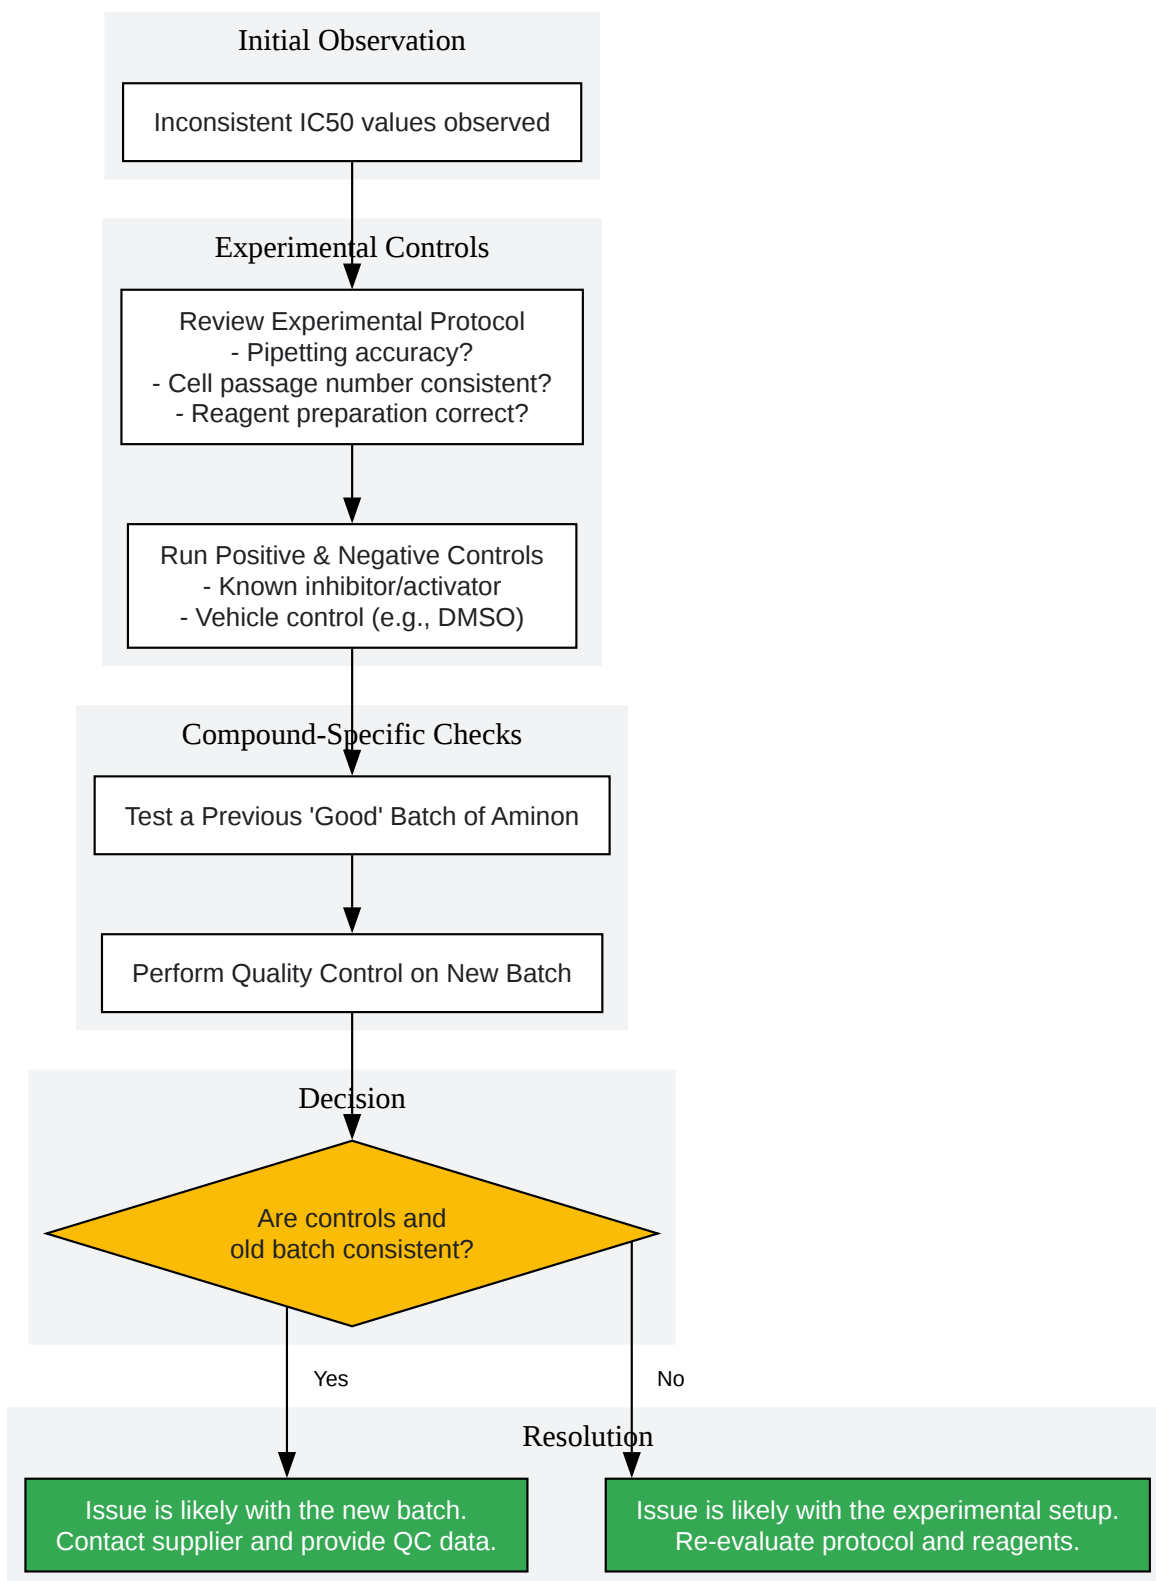 Initial Observation
Inconsistent IC50 values observed
Experimental Controls
Review Experimental Protocol
- Pipetting accuracy?
- Cell passage number consistent?
- Reagent preparation correct?
Run Positive & Negative Controls
- Known inhibitor/activator
- Vehicle control (e.g., DMSO)
Compound-Specific Checks
Test a Previous 'Good' Batch of Aminon
Perform Quality Control on New Batch
Decision
Are controls and
old batch consistent?
Yes
No
Resolution
Issue is likely with the new batch.
Contact supplier and provide QC data.
Issue is likely with the experimental setup.
Re-evaluate protocol and reagents.